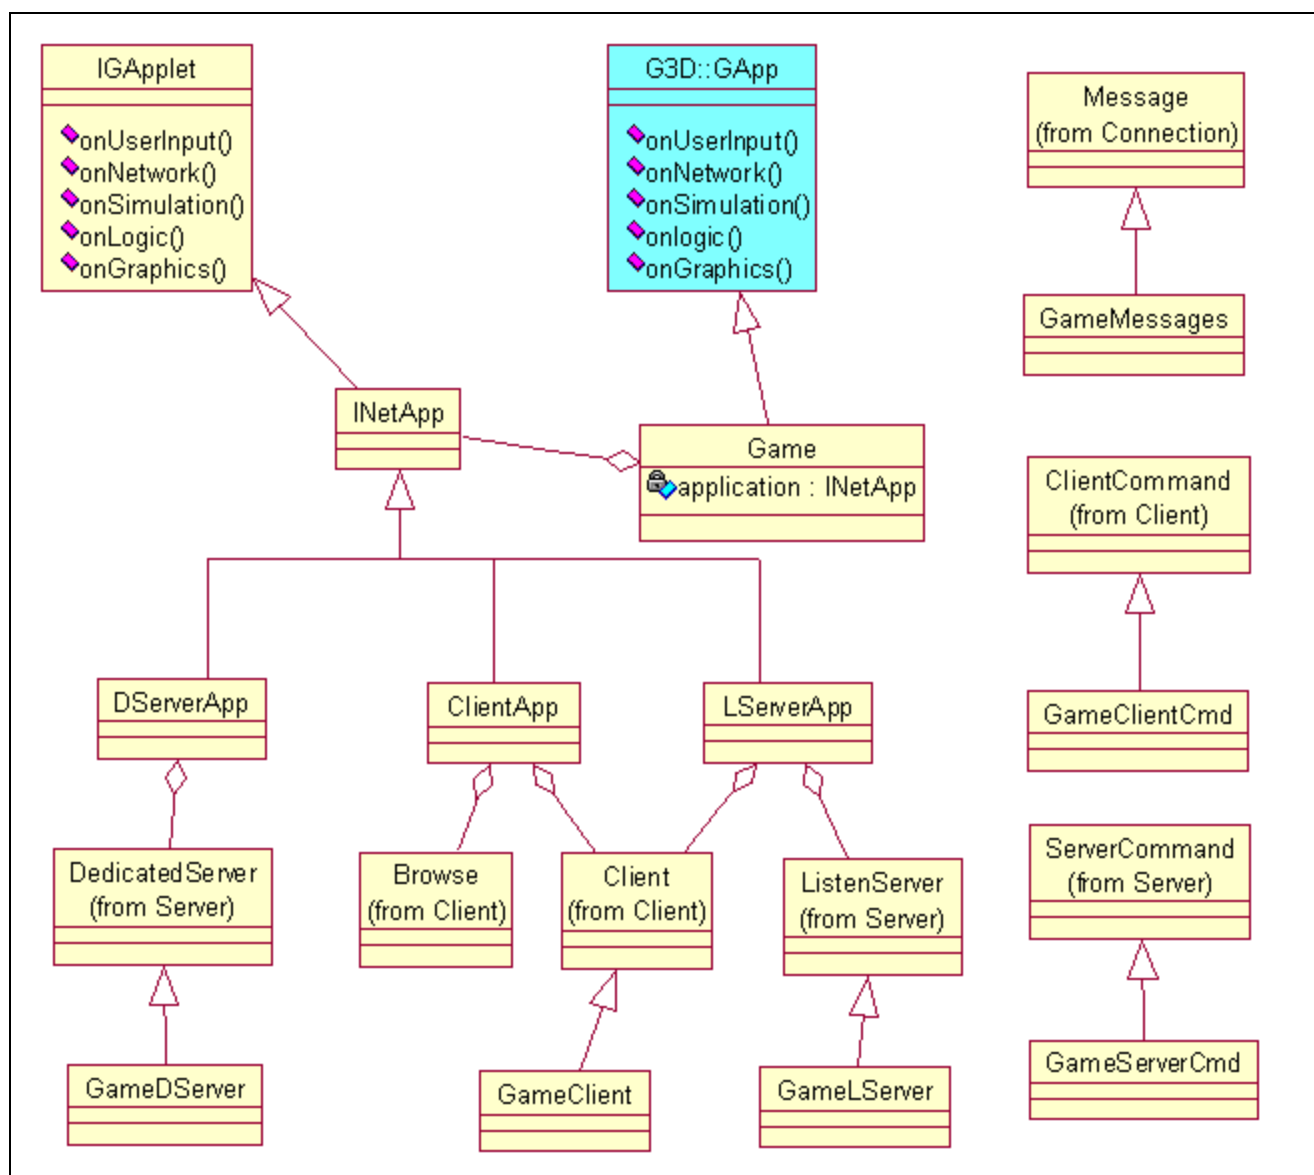 IGApplet
onUserInput()
onNetwork()
onSimulation()
onLogic()
onGraphics()
G3D::GApp
onUserInput()
onNetwork()
onSimulation()
onlogic()
onGraphics()
Message
(from Connection)
GameMessages
INetApp
Game
application : INetApp
ClientCommand
(from Client)
GameClientCmd
DServerApp
ClientApp
LServerApp
DedicatedServer
(from Server)
Browse
(from Client)
Client
(from Client)
ListenServer
(from Server)
ServerCommand
(from Server)
GameDServer
GameClient
GameLServer
GameServerCmd